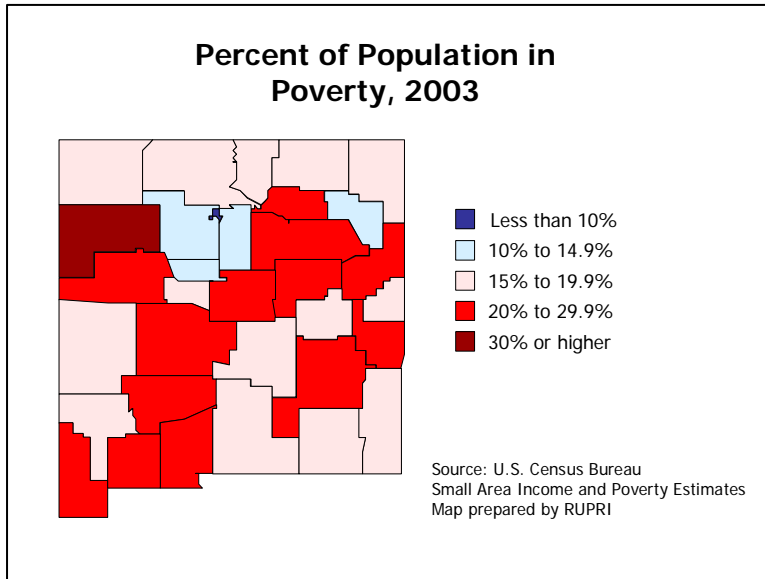 Percent of Population in
Poverty, 2003
Less than 10%
10% to 14.9%
15% to 19.9%
20% to 29.9%
30% or higher
Source: U.S. Census Bureau
Small Area Income and Poverty Estimates
Map prepared by RUPRI